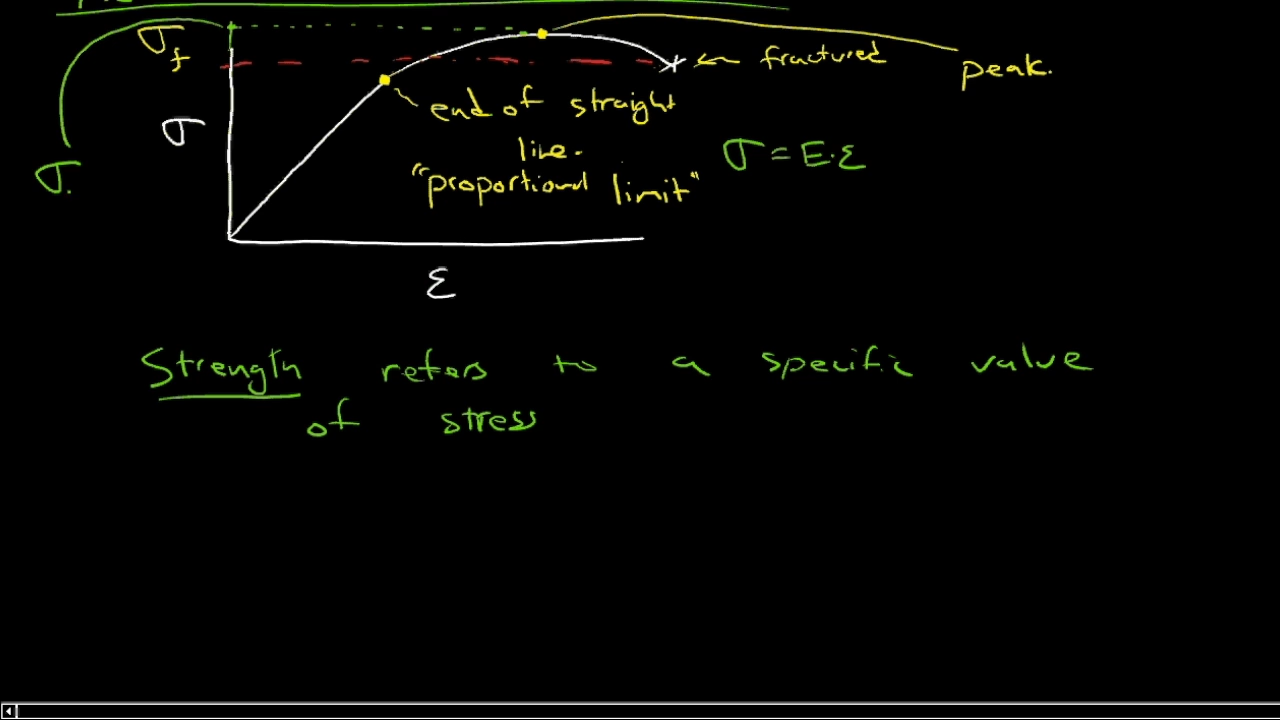 σf
fractured
peak.
end of straight
line.
"proportional limit"
σ
σ = E·ε
σ.
ε
Strength refers to a specific value
of stress